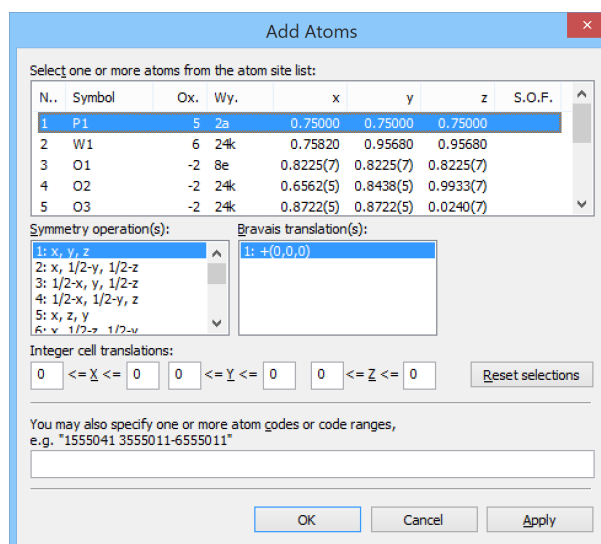 Add Atoms
Select one or more atoms from the atom site list:
N.. Symbol Ox. Wy. x y z S.O.F.
1 P1 5 2a 0.75000 0.75000 0.75000
2 W1 6 24k 0.75820 0.95680 0.95680
3 O1 -2 8e 0.8225(7) 0.8225(7) 0.8225(7)
4 O2 -2 24k 0.6562(5) 0.8438(5) 0.9933(7)
5 O3 -2 24k 0.8722(5) 0.8722(5) 0.0240(7)
Symmetry operation(s): Bravais translation(s):
1: x, y, z 1: +(0,0,0)
2: x, 1/2-y, 1/2-z
3: 1/2-x, y, 1/2-z
4: 1/2-x, 1/2-y, z
5: x, z, y
6: x, 1/2-z, 1/2-y
Integer cell translations:
0 <= X <= 0 0 <= Y <= 0 0 <= Z <= 0 Reset selections
You may also specify one or more atom codes or code ranges,
e.g. "1555041 3555011-6555011"
OK Cancel Apply